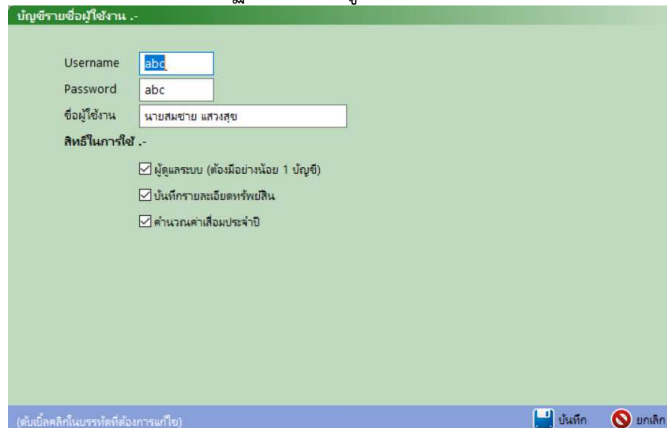 บัญชีรายชื่อผู้ใช้งาน .-
Username abc
Password abc
ชื่อผู้ใช้งาน นายสมชาย แสวงสุข
สิทธิในการใช้ .-
ผู้ดูแลระบบ (ต้องมีอย่างน้อย 1 บัญชี)
บันทึกรายละเอียดทรัพย์สิน
คำนวณค่าเสื่อมประจำปี
(ดับเบิ้ลคลิกในบรรทัดที่ต้องการแก้ไข) บันทึก ยกเลิก